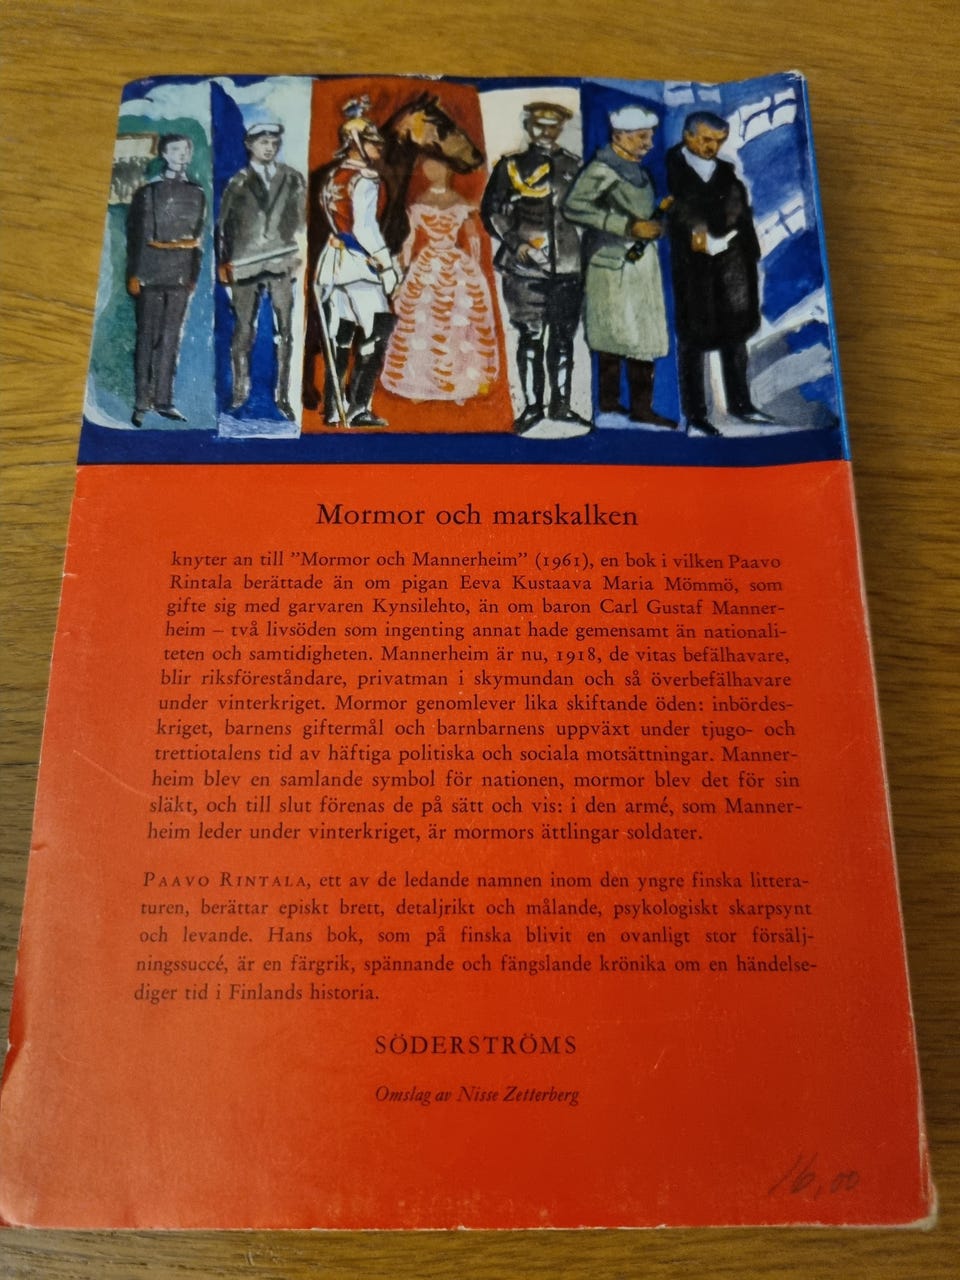 Mormor och marskalken
knyter an till ”Mormor och Mannerheim” (1961), en bok i vilken Paavo
Rintala berättade än om pigan Eeva Kustaava Maria Mömmö, som
gifte sig med garvaren Kynsilehto, än om baron Carl Gustaf Manner-
heim – två livsöden som ingenting annat hade gemensamt än nationali-
teten och samtidigheten. Mannerheim är nu, 1918, de vitas befälhavare,
blir riksföreståndare, privatman i skymundan och så överbefälhavare
under vinterkriget. Mormor genomlever lika skiftande öden: inbördes-
kriget, barnens giftermål och barnbarnens uppväxt under tjugo- och
trettiotalens tid av häftiga politiska och sociala motsättningar. Manner-
heim blev en samlande symbol för nationen, mormor blev det för sin
släkt, och till slut förenas de på sätt och vis: i den armé, som Manner-
heim leder under vinterkriget, är mormors ättlingar soldater.
PAAVO RINTALA, ett av de ledande namnen inom den yngre finska littera-
turen, berättar episkt brett, detaljrikt och målande, psykologiskt skarpsynt
och levande. Hans bok, som på finska blivit en ovanligt stor försälj-
ningssuccé, är en färgrik, spännande och fängslande krönika om en händelse-
diger tid i Finlands historia.
SÖDERSTRÖMS
Omslag av Nisse Zetterberg
16,00